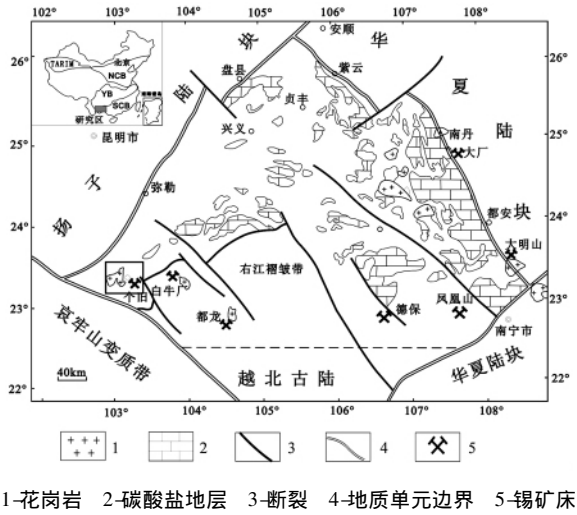 102° 103° 104° 105° 106° 107° 108°
26°
25°
24°
23°
22°
26°
25°
24°
23°
22°
103° 104° 105° 106° 107° 108°
TARIM
北京
NCB
YB
SCB
研究区
昆明市
扬子陆块
华夏陆块
安顺
盘县
紫云
贞丰
兴义
南丹
大厂
弥勒
都安
大明山
右江褶皱带
个旧
白牛厂
都龙
德保
凤凰山
南宁市
哀牢山变质带
越北古陆
华夏陆块
40km
1 2 3 4 5
1-花岗岩 2-碳酸盐地层 3-断裂 4-地质单元边界 5-锡矿床